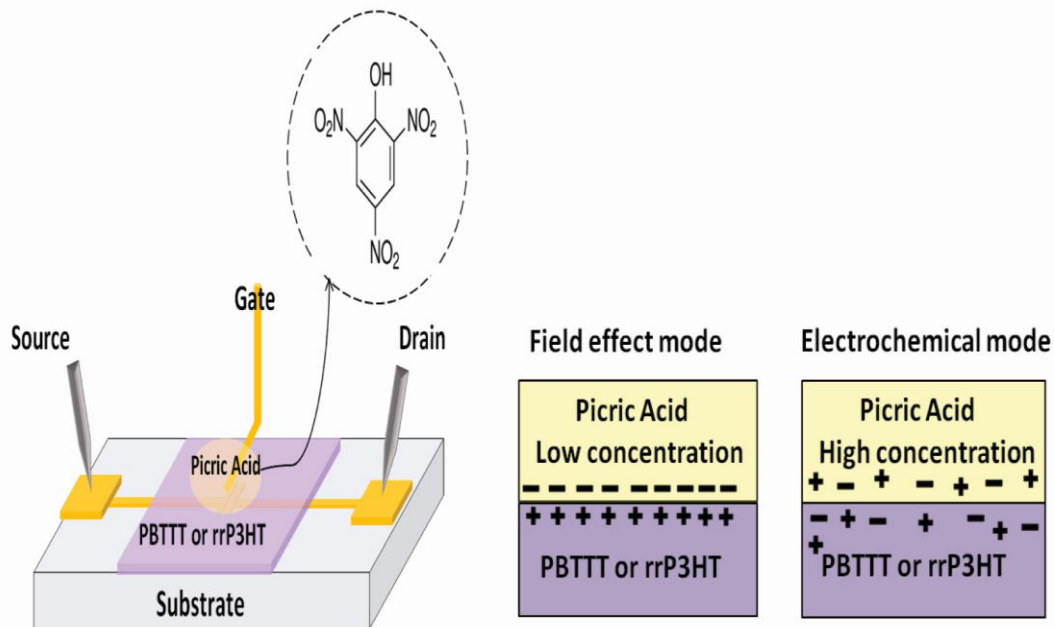 OH
O₂N
NO₂
NO₂
Gate
Source
Drain
Picric Acid
PBTTT or rrP3HT
Substrate
Field effect mode
Picric Acid
Low concentration
- - - - - - - - -
+ + + + + + + + +
PBTTT or rrP3HT
Electrochemical mode
Picric Acid
High concentration
+ - + - + - +
- + - + - + -
+
PBTTT or rrP3HT